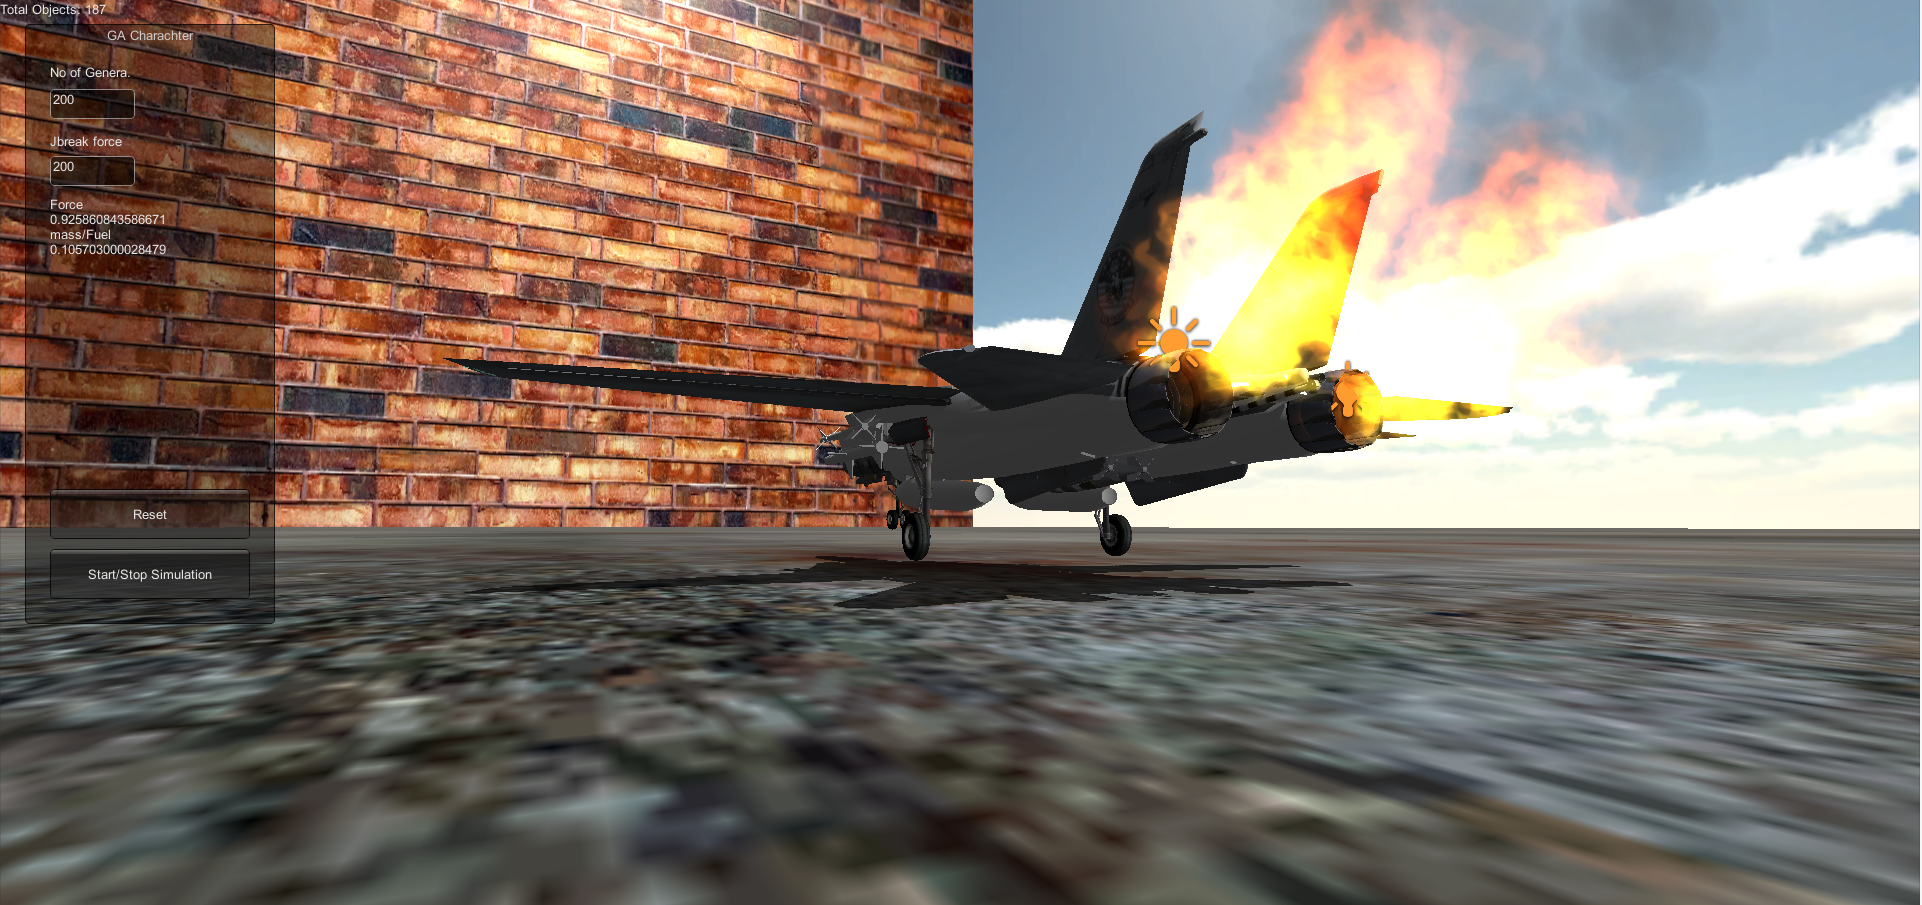 Total Objects: 187
GA Charachter
No of Genera.
200
Jbreak force
200
Force
0.925860843586671
mass/Fuel
0.105703000028479
Reset
Start/Stop Simulation